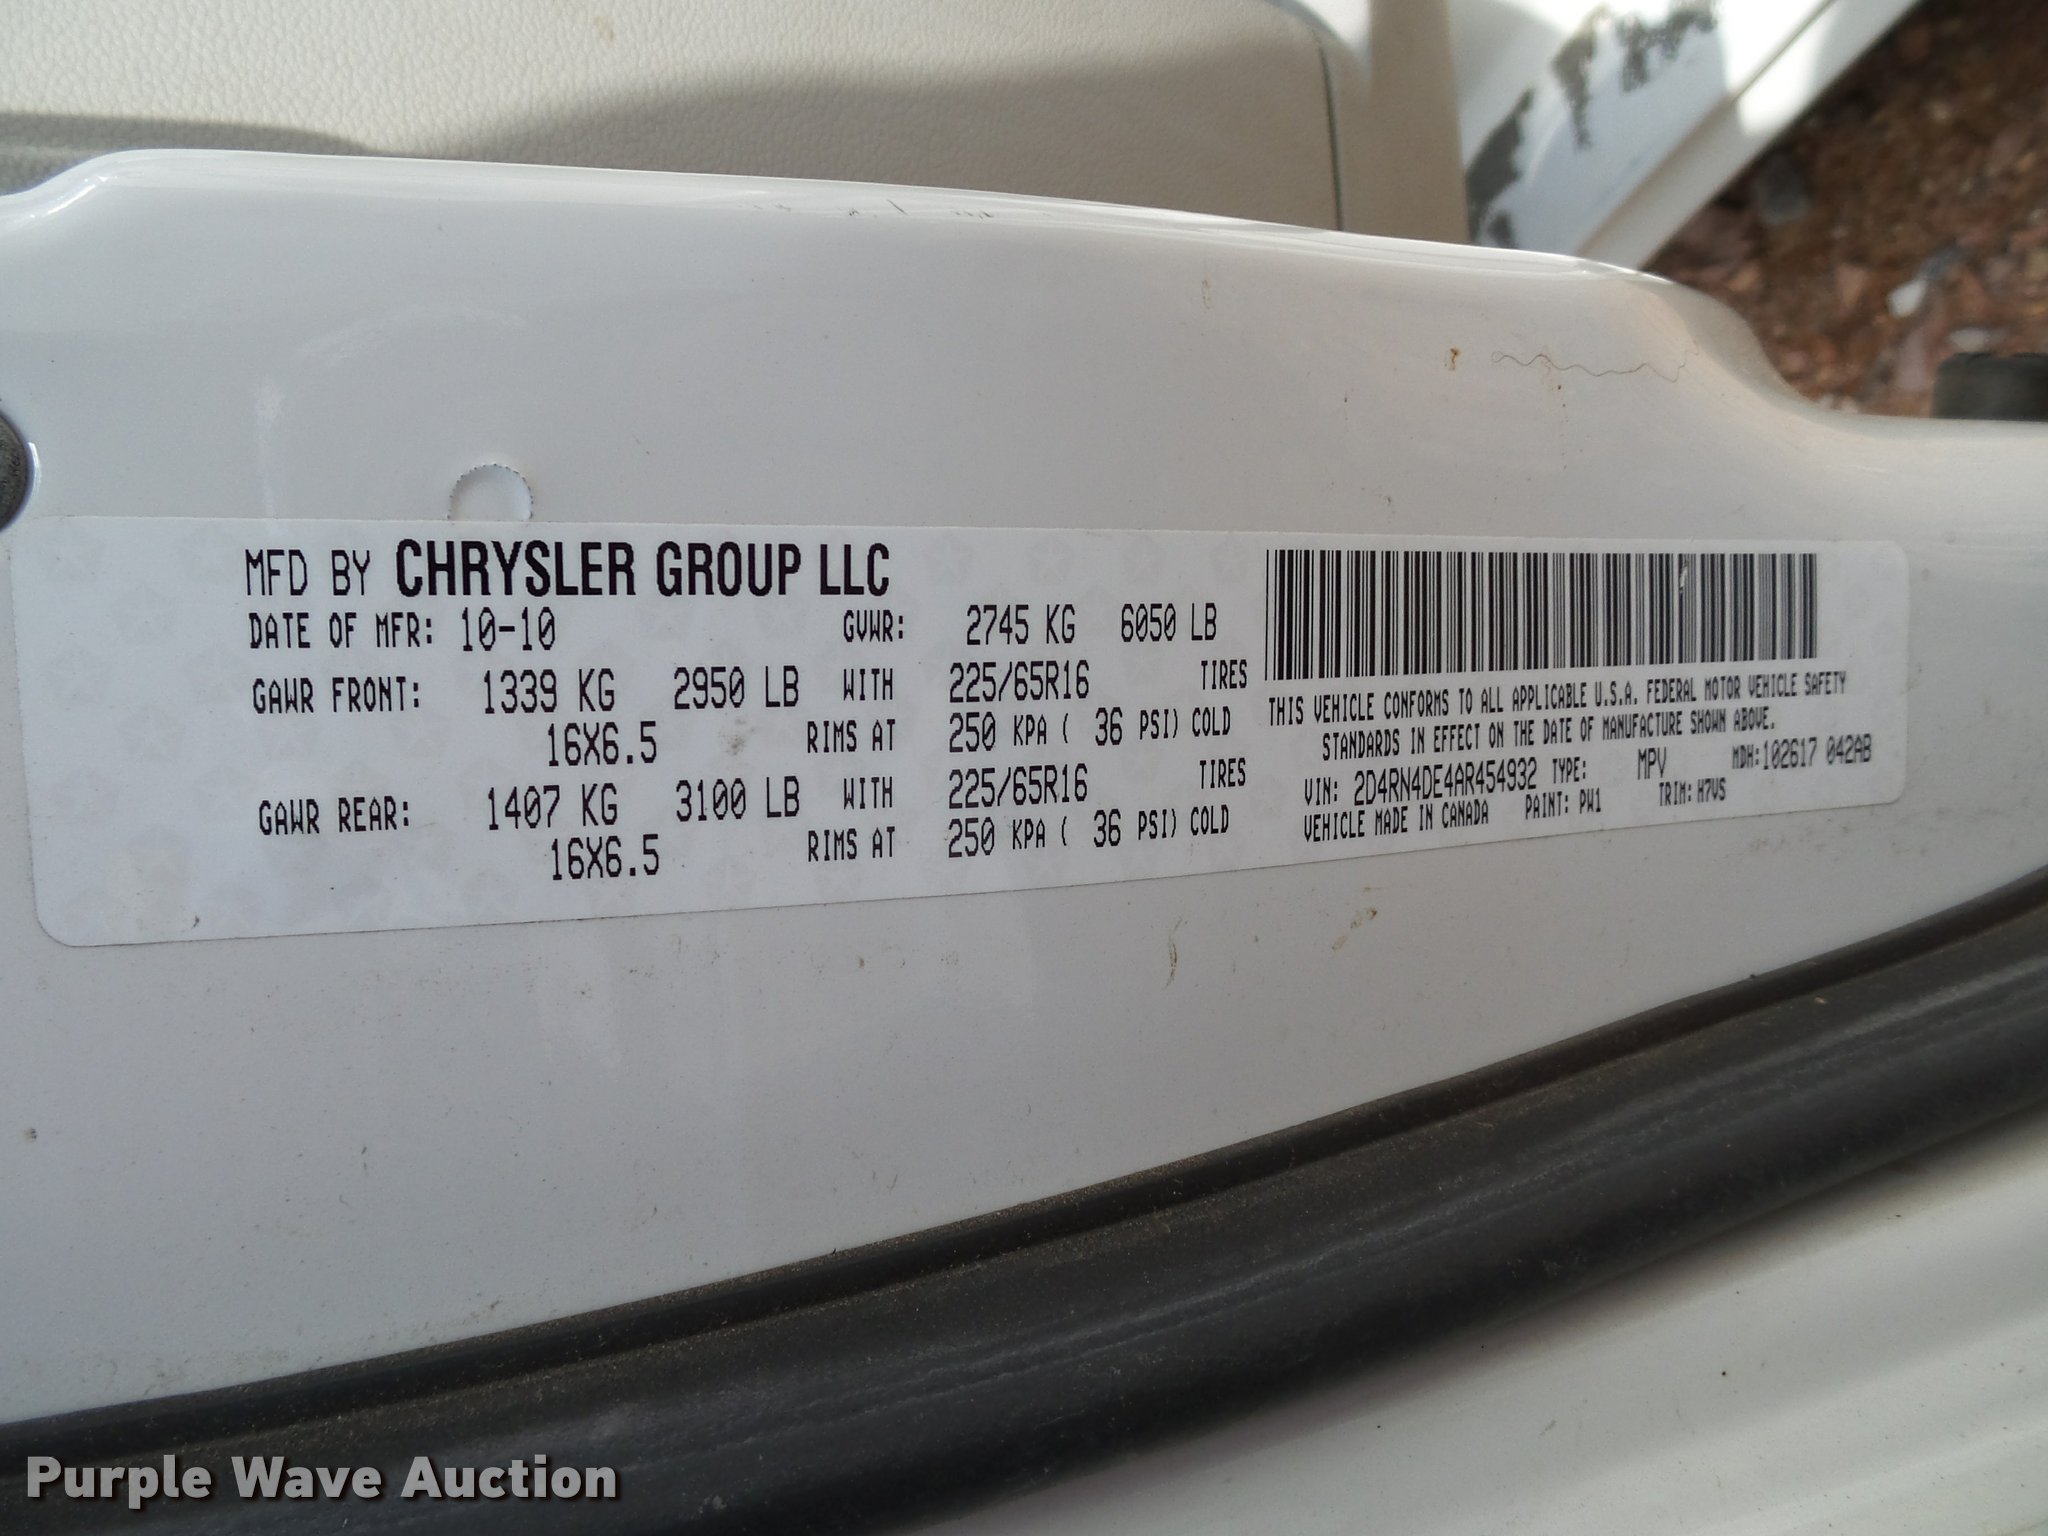 MFD BY CHRYSLER GROUP LLC
DATE OF MFR: 10-10 GVWR: 2745 KG 6050 LB
GAWR FRONT: 1339 KG 2950 LB WITH 225/65R16 TIRES
16X6.5 RIMS AT 250 KPA ( 36 PSI) COLD
GAWR REAR: 1407 KG 3100 LB WITH 225/65R16 TIRES
16X6.5 RIMS AT 250 KPA ( 36 PSI) COLD
THIS VEHICLE CONFORMS TO ALL APPLICABLE U.S.A. FEDERAL MOTOR VEHICLE SAFETY
STANDARDS IN EFFECT ON THE DATE OF MANUFACTURE SHOWN ABOVE.
VIN: 2D4RN4DE4AR454932 TYPE: MPV MDH:102617 042AB
VEHICLE MADE IN CANADA PAINT: PW1 TRIM: H7VS
Purple Wave Auction